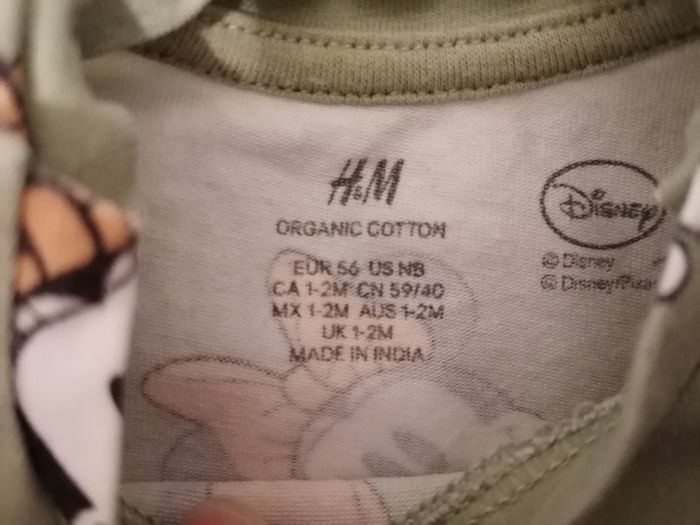 H&M
ORGANIC COTTON
EUR 56 US NB
CA 1-2M CN 59/40
MX 1-2M AUS 1-2M
UK 1-2M
MADE IN INDIA
DISNEY
© Disney
© Disney/Pixar